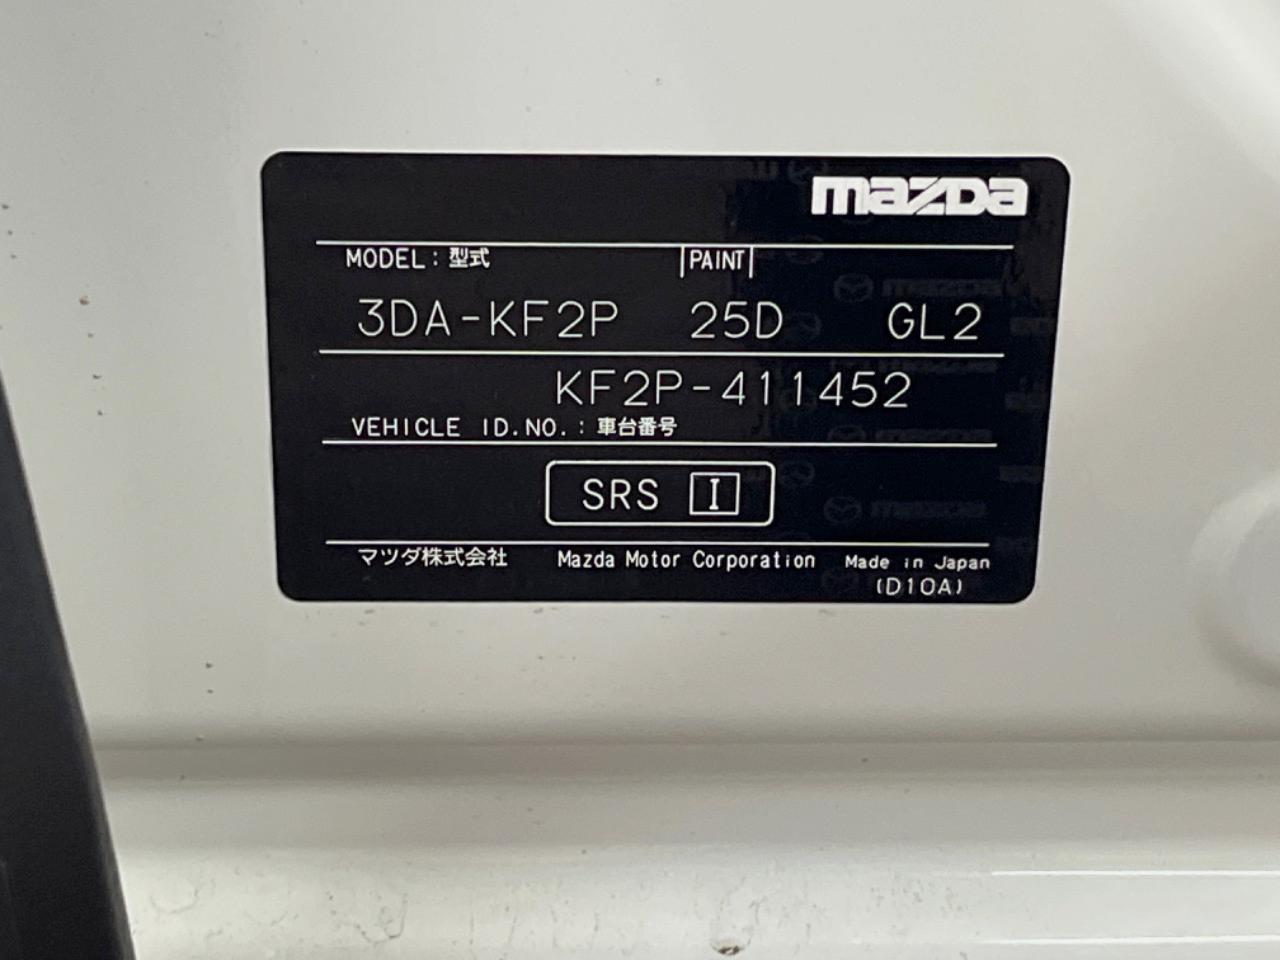 mazda
MODEL : 型式 PAINT
3DA-KF2P 25D GL2
KF2P-411452
VEHICLE ID.NO. : 車台番号
SRS I
マツダ株式会社 Mazda Motor Corporation Made in Japan
(D10A)